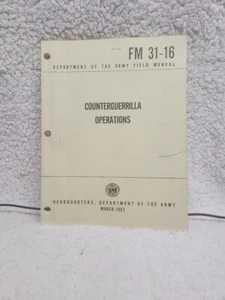 FM 31-16
DEPARTMENT OF THE ARMY FIELD MANUAL
COUNTERGUERRILLA
OPERATIONS
HEADQUARTERS, DEPARTMENT OF THE ARMY
MARCH 1967